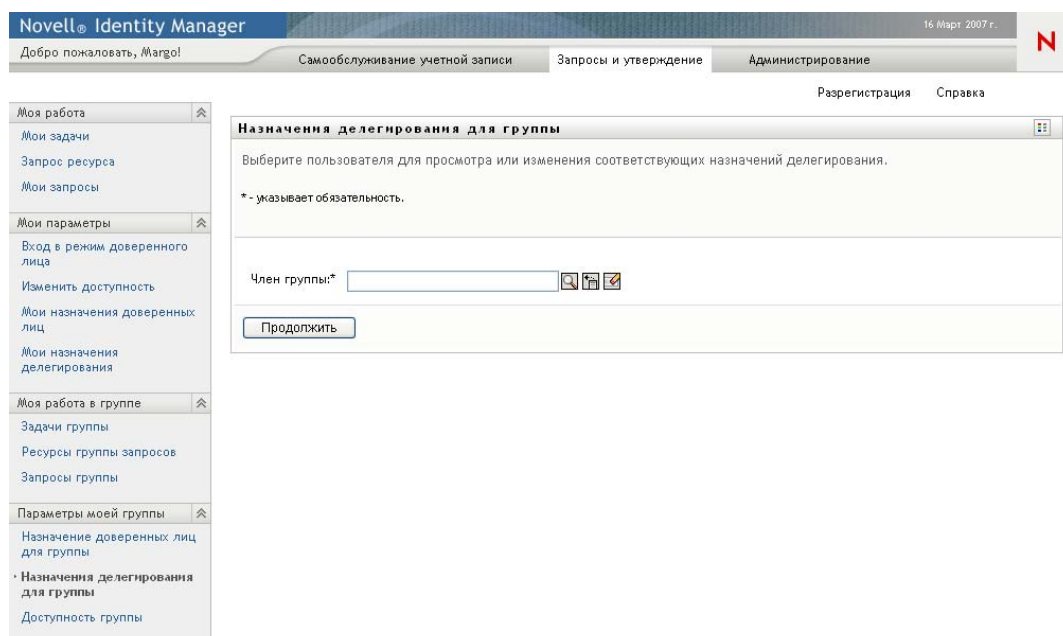 Novell® Identity Manager
16 Март 2007 г.
N
Добро пожаловать, Margo!
Самообслуживание учетной записи
Запросы и утверждение
Администрирование
Разрегистрация
Справка
Моя работа
Мои задачи
Запрос ресурса
Мои запросы
Мои параметры
Вход в режим доверенного
лица
Изменить доступность
Мои назначения доверенных
лиц
Мои назначения
делегирования
Моя работа в группе
Задачи группы
Ресурсы группы запросов
Запросы группы
Параметры моей группы
Назначение доверенных лиц
для группы
Назначения делегирования
для группы
Доступность группы
Назначения делегирования для группы
Выберите пользователя для просмотра или изменения соответствующих назначений делегирования.
* - указывает обязательность.
Член группы:*
Продолжить